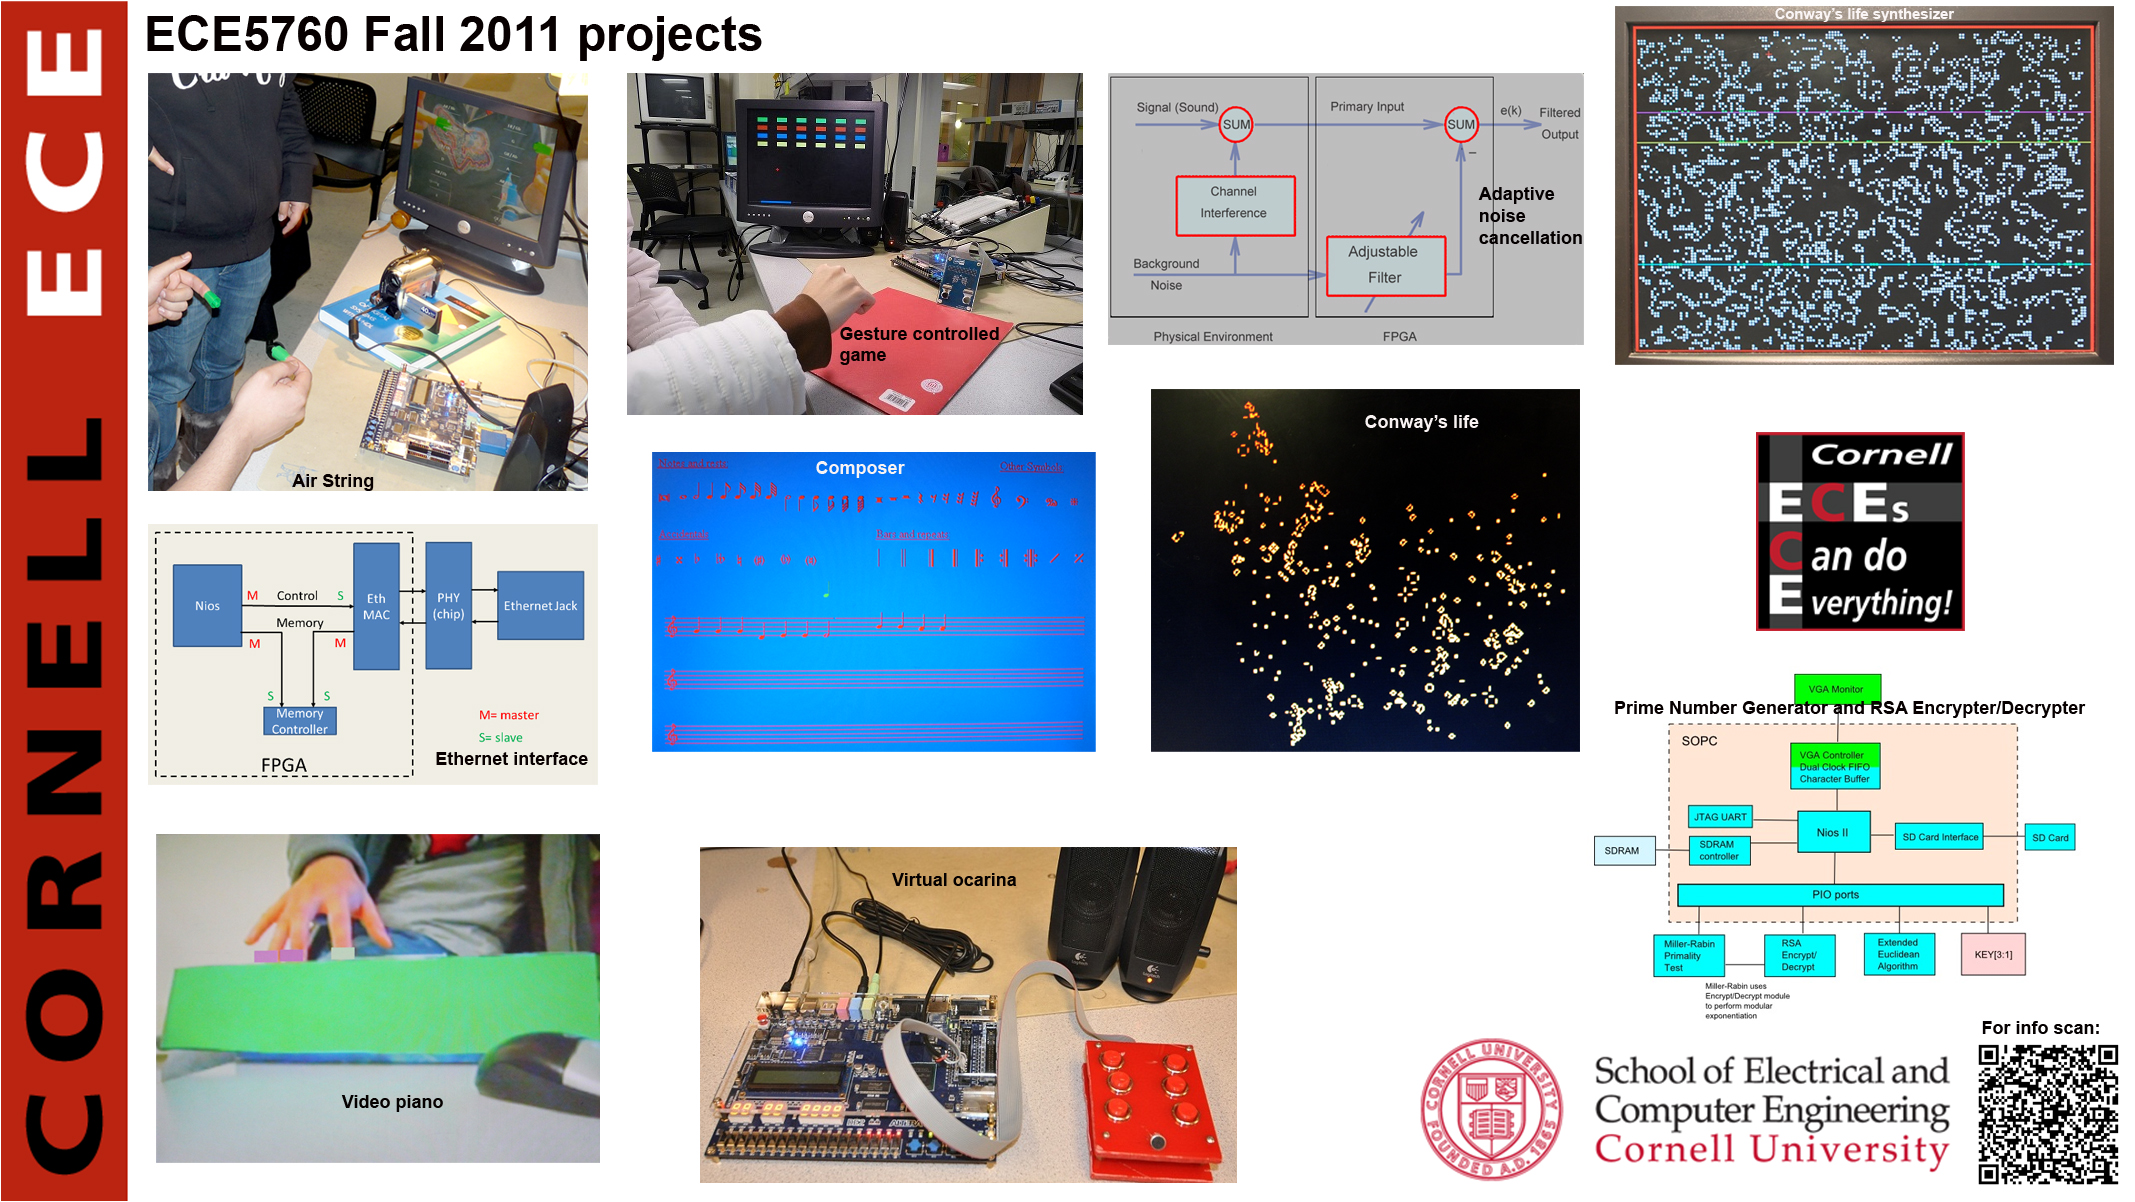 CORNELL ECE
ECE5760 Fall 2011 projects
Air String
Gesture controlled
game
Signal (Sound)
SUM
Primary Input
SUM
e(k)
Filtered
Output
Channel
Interference
Adaptive
noise
cancellation
Background
Noise
Adjustable
Filter
Physical Environment
FPGA
Conway's life synthesizer
Nios
M
Control
S
Eth
MAC
PHY
(chip)
Ethernet Jack
Memory
M
M
S
S
Memory
Controller
M= master
S= slave
FPGA
Ethernet interface
Notes and rests
Composer
Other Symbols
Accidentals
Bars and repeats
Conway's life
Cornell
ECEs
Can do
Everything!
VGA Monitor
Prime Number Generator and RSA Encrypter/Decrypter
SOPC
VGA Controller
Dual Clock FIFO
Character Buffer
JTAG UART
Nios II
SD Card Interface
SD Card
SDRAM
SDRAM
controller
PIO ports
Miller-Rabin
Primality
Test
RSA
Encrypt/
Decrypt
Extended
Euclidean
Algorithm
KEY[3:1]
Miller-Rabin uses
Encrypt/Decrypt module
to perform modular
exponentiation
Video piano
Virtual ocarina
CORNELL UNIVERSITY
FOUNDED A.D. 1865
School of Electrical and
Computer Engineering
Cornell University
For info scan: